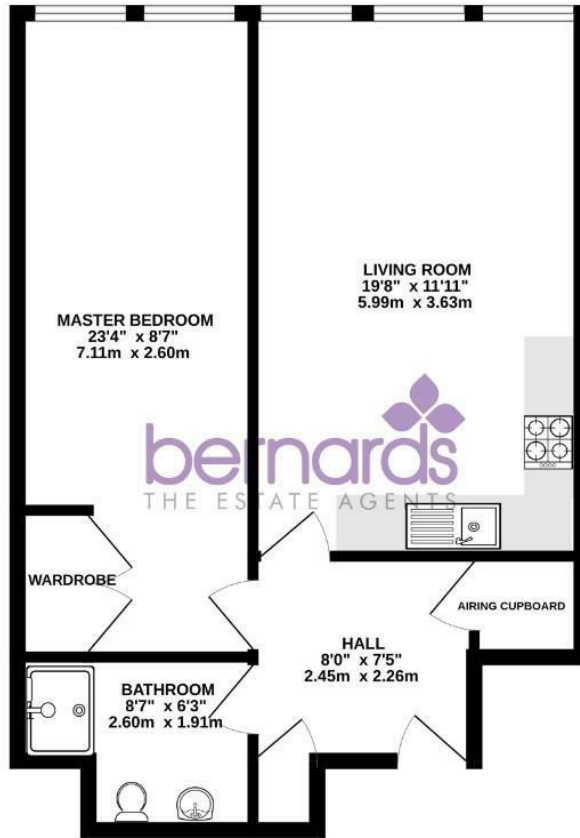 LIVING ROOM
19'8" x 11'11"
5.99m x 3.63m
MASTER BEDROOM
23'4" x 8'7"
7.11m x 2.60m
bernards
THE ESTATE AGENTS
WARDROBE
AIRING CUPBOARD
HALL
8'0" x 7'5"
2.45m x 2.26m
BATHROOM
8'7" x 6'3"
2.60m x 1.91m